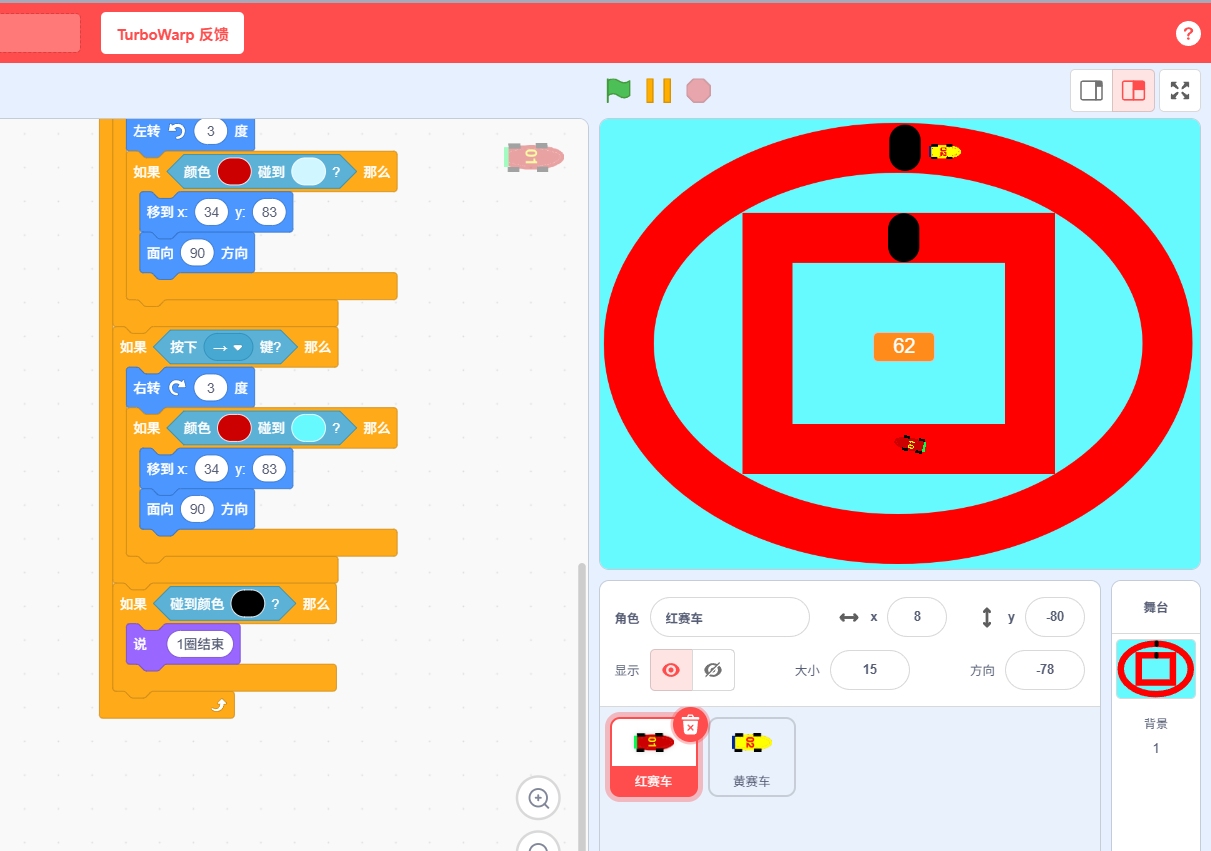 TurboWarp 反馈
?
左转 3 度
如果 颜色 碰到 ? 那么
移到 x: 34 y: 83
面向 90 方向
如果 按下 → 键? 那么
右转 3 度
如果 颜色 碰到 ? 那么
移到 x: 34 y: 83
面向 90 方向
如果 碰到颜色 ? 那么
说 1圈结束
01
02
62
角色 红赛车 x 8 y -80
显示 大小 15 方向 -78
01
红赛车
02
黄赛车
舞台
背景
1